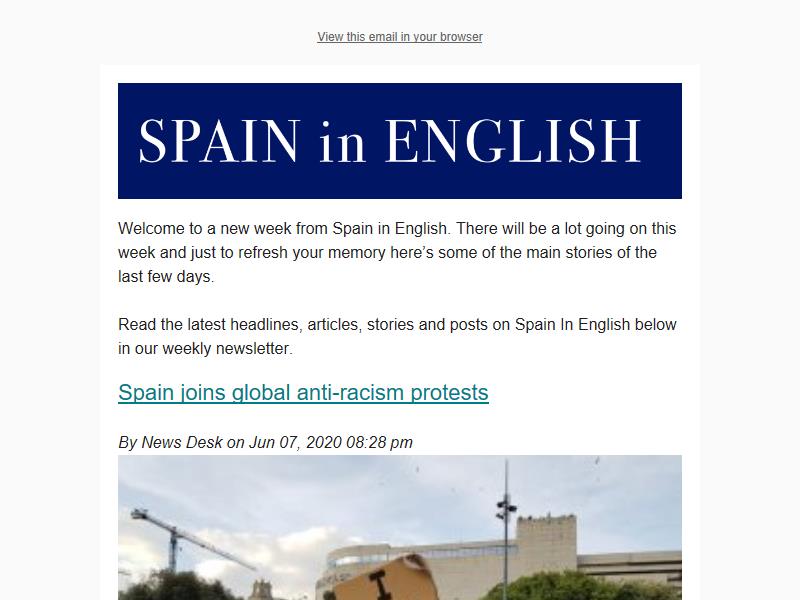 View this email in your browser
SPAIN in ENGLISH
Welcome to a new week from Spain in English. There will be a lot going on this
week and just to refresh your memory here’s some of the main stories of the
last few days.
Read the latest headlines, articles, stories and posts on Spain In English below
in our weekly newsletter.
Spain joins global anti-racism protests
By News Desk on Jun 07, 2020 08:28 pm
I